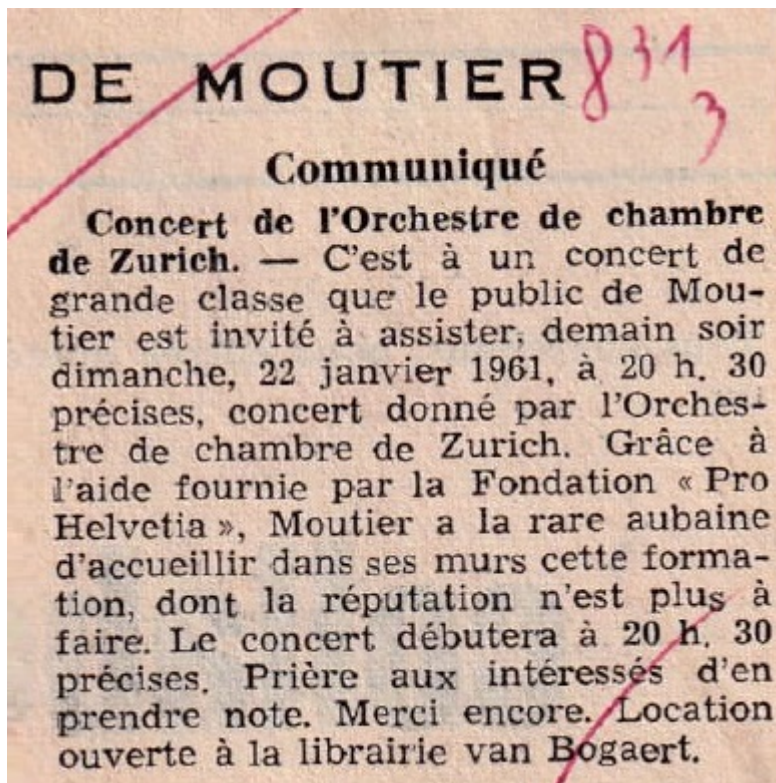 DE MOUTIER
831
3
Communiqué
Concert de l'Orchestre de chambre
de Zurich. — C'est à un concert de
grande classe que le public de Mou-
tier est invité à assister, demain soir
dimanche, 22 janvier 1961, à 20 h. 30
précises, concert donné par l'Orches-
tre de chambre de Zurich. Grâce à
l'aide fournie par la Fondation « Pro
Helvetia », Moutier a la rare aubaine
d'accueillir dans ses murs cette forma-
tion, dont la réputation n'est plus à
faire. Le concert débutera à 20 h. 30
précises. Prière aux intéressés d'en
prendre note. Merci encore. Location
ouverte à la librairie van Bogaert.